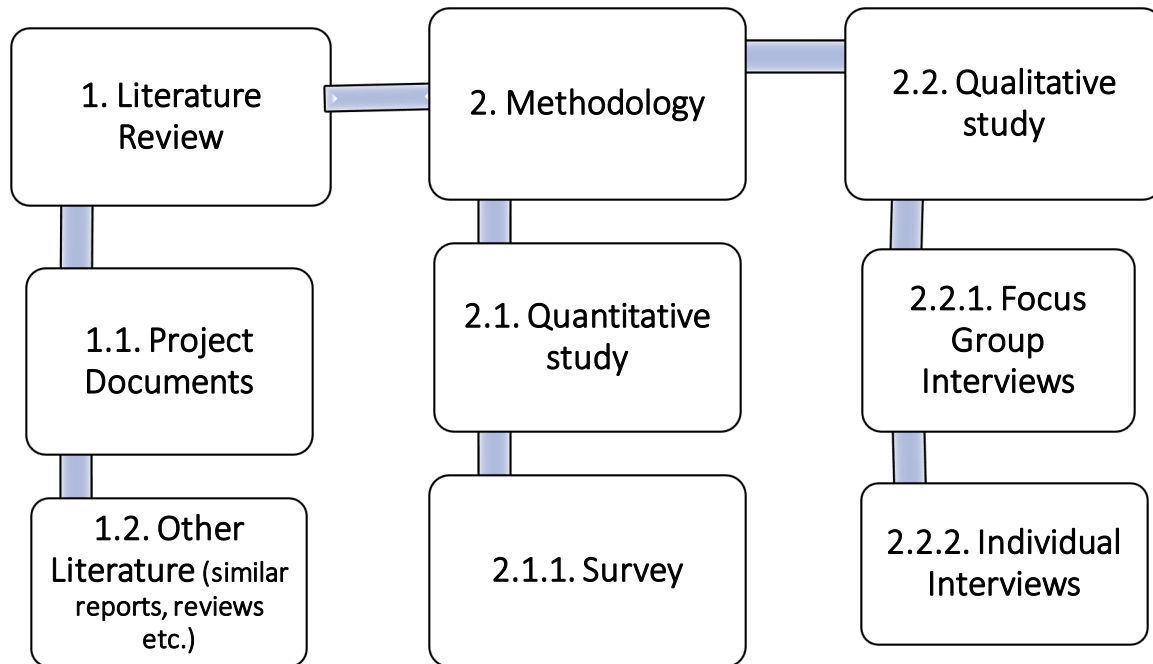 1. Literature
Review
1.1. Project
Documents
1.2. Other
Literature (similar
reports, reviews
etc.)
2. Methodology
2.1. Quantitative
study
2.1.1. Survey
2.2. Qualitative
study
2.2.1. Focus
Group
Interviews
2.2.2. Individual
Interviews